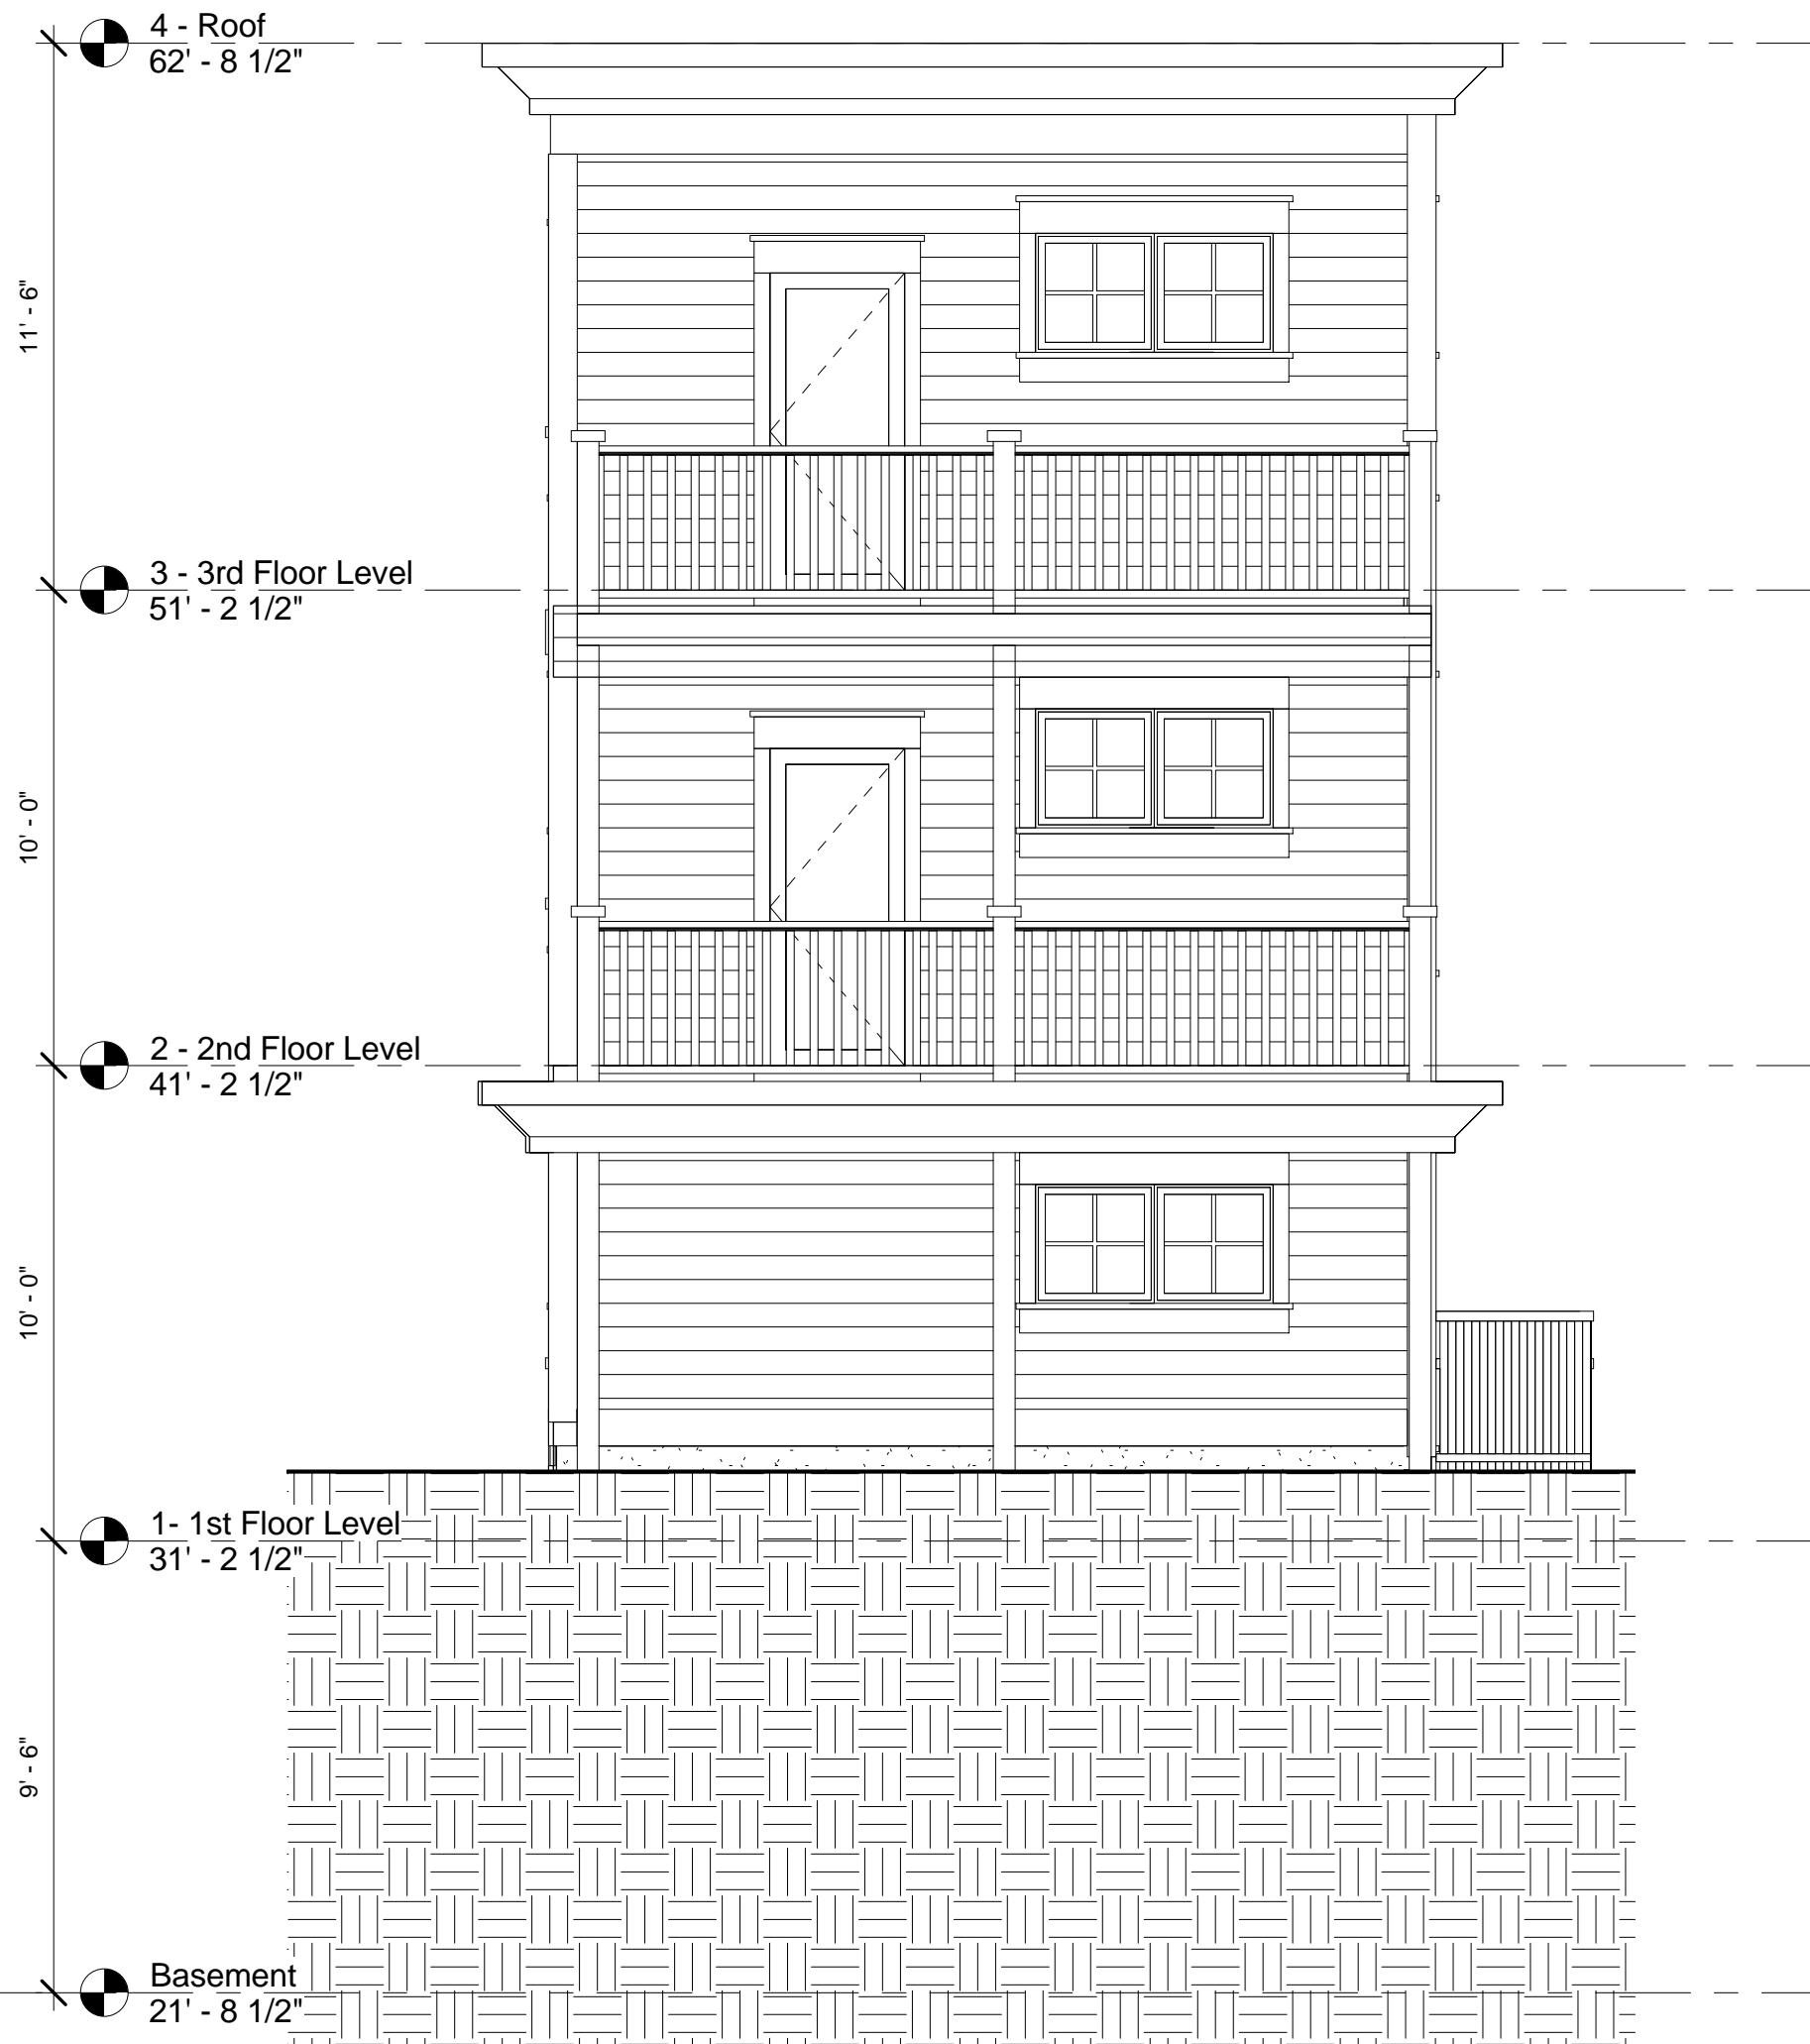 4 - Roof
62' - 8 1/2"
11' - 6"
3 - 3rd Floor Level
51' - 2 1/2"
10' - 0"
2 - 2nd Floor Level
41' - 2 1/2"
10' - 0"
1- 1st Floor Level
31' - 2 1/2"
9' - 6"
Basement
21' - 8 1/2"